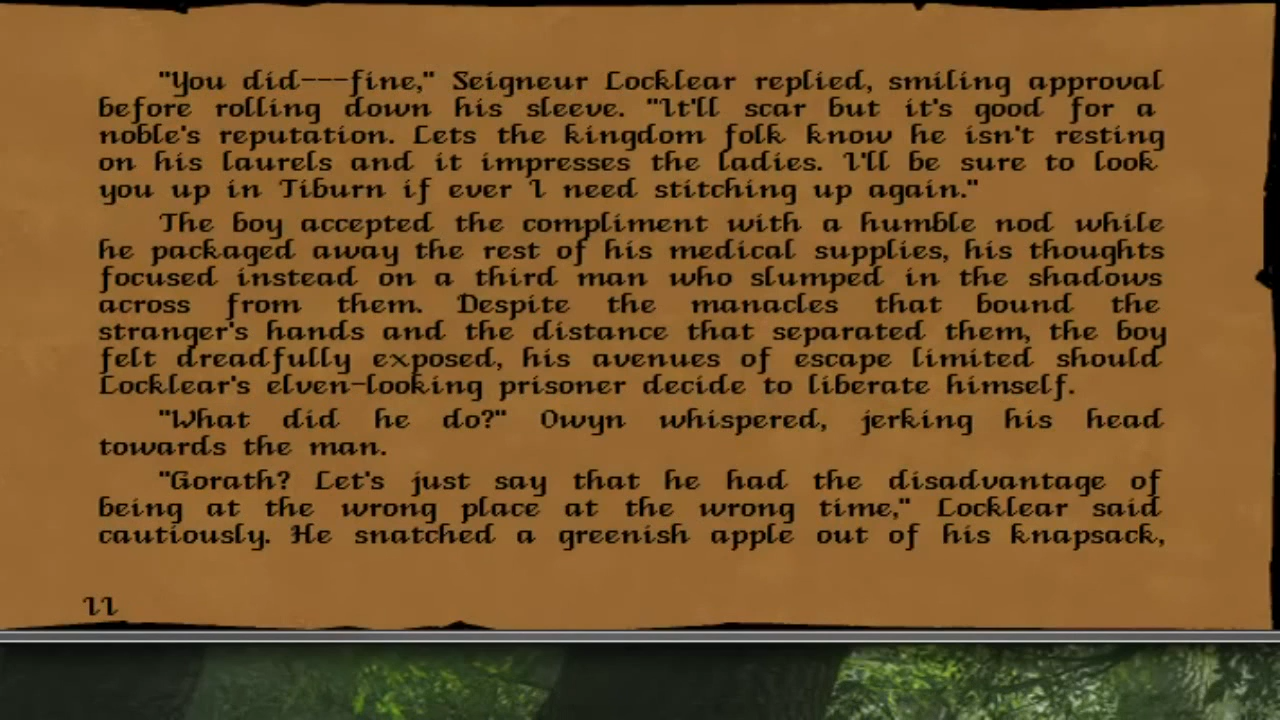 "You did---fine," Seigneur Locklear replied, smiling approval
before rolling down his sleeve. "It'll scar but it's good for a
noble's reputation. Lets the kingdom folk know he isn't resting
on his laurels and it impresses the ladies. I'll be sure to look
you up in Tiburn if ever I need stitching up again."
The boy accepted the compliment with a humble nod while
he packaged away the rest of his medical supplies, his thoughts
focused instead on a third man who slumped in the shadows
across from them. Despite the manacles that bound the
stranger's hands and the distance that separated them, the boy
felt dreadfully exposed, his avenues of escape limited should
Locklear's elven-looking prisoner decide to liberate himself.
"What did he do?" Owyn whispered, jerking his head
towards the man.
"Gorath? Let's just say that he had the disadvantage of
being at the wrong place at the wrong time," Locklear said
cautiously. He snatched a greenish apple out of his knapsack,
11